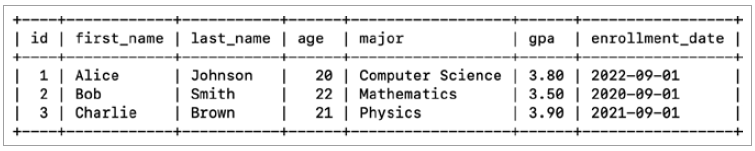 | id | first_name | last_name | age | major | gpa | enrollment_date |
| 1 | Alice | Johnson | 20 | Computer Science | 3.80 | 2022-09-01 |
| 2 | Bob | Smith | 22 | Mathematics | 3.50 | 2020-09-01 |
| 3 | Charlie | Brown | 21 | Physics | 3.90 | 2021-09-01 |